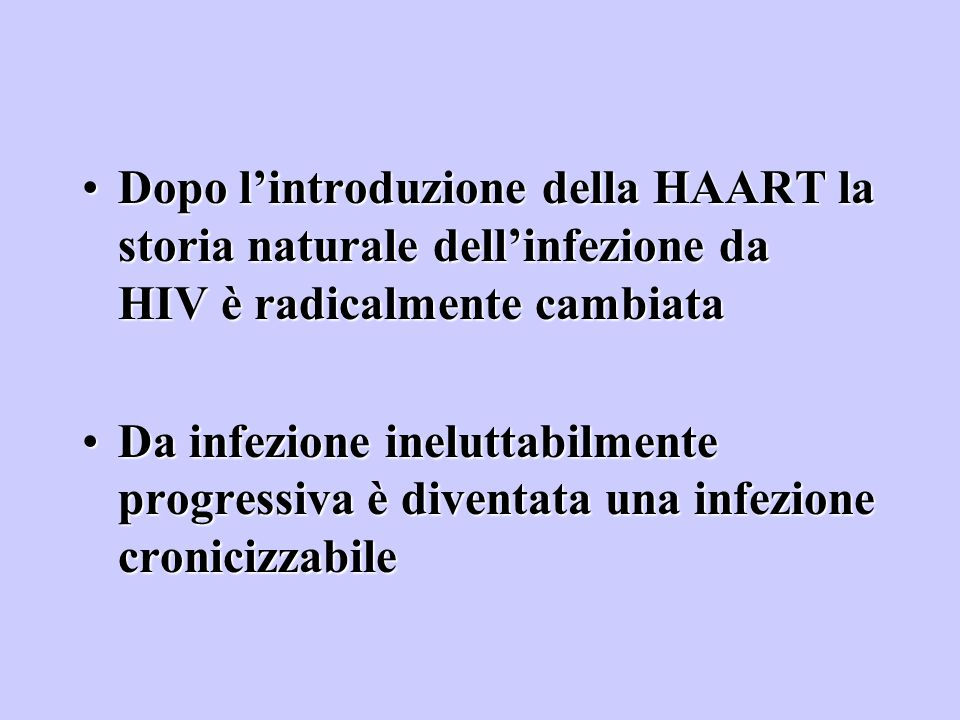 • Dopo l’introduzione della HAART la
storia naturale dell’infezione da
HIV è radicalmente cambiata
• Da infezione ineluttabilmente
progressiva è diventata una infezione
cronicizzabile